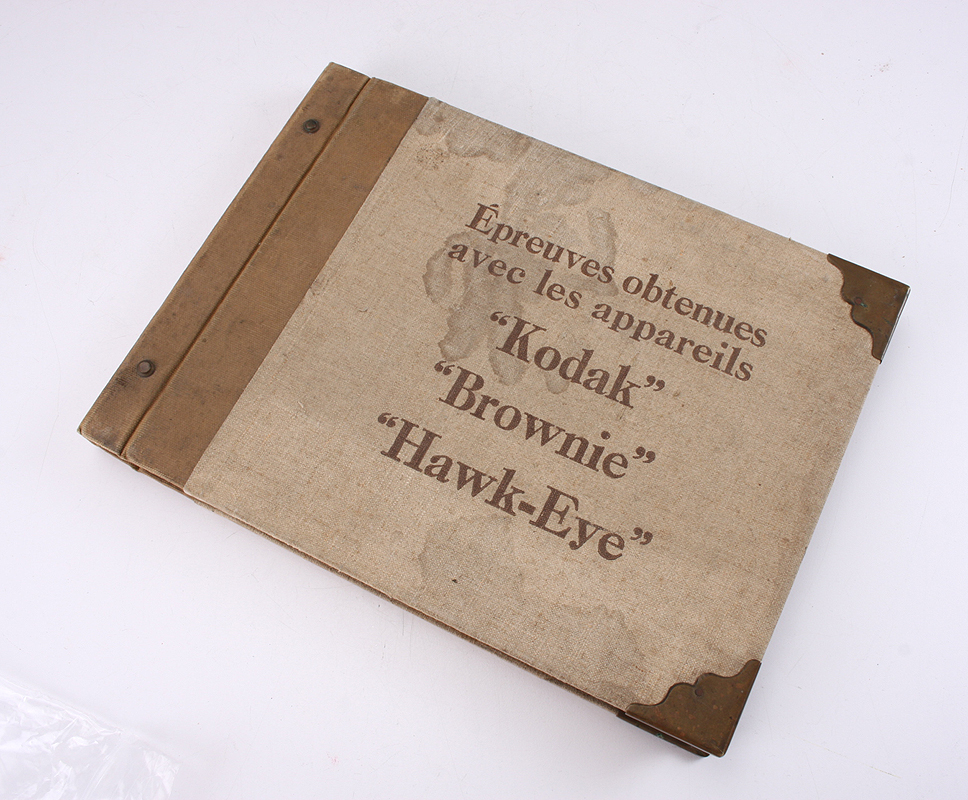 Épreuves obtenues
avec les appareils
“Kodak”
“Brownie”
“Hawk-Eye”